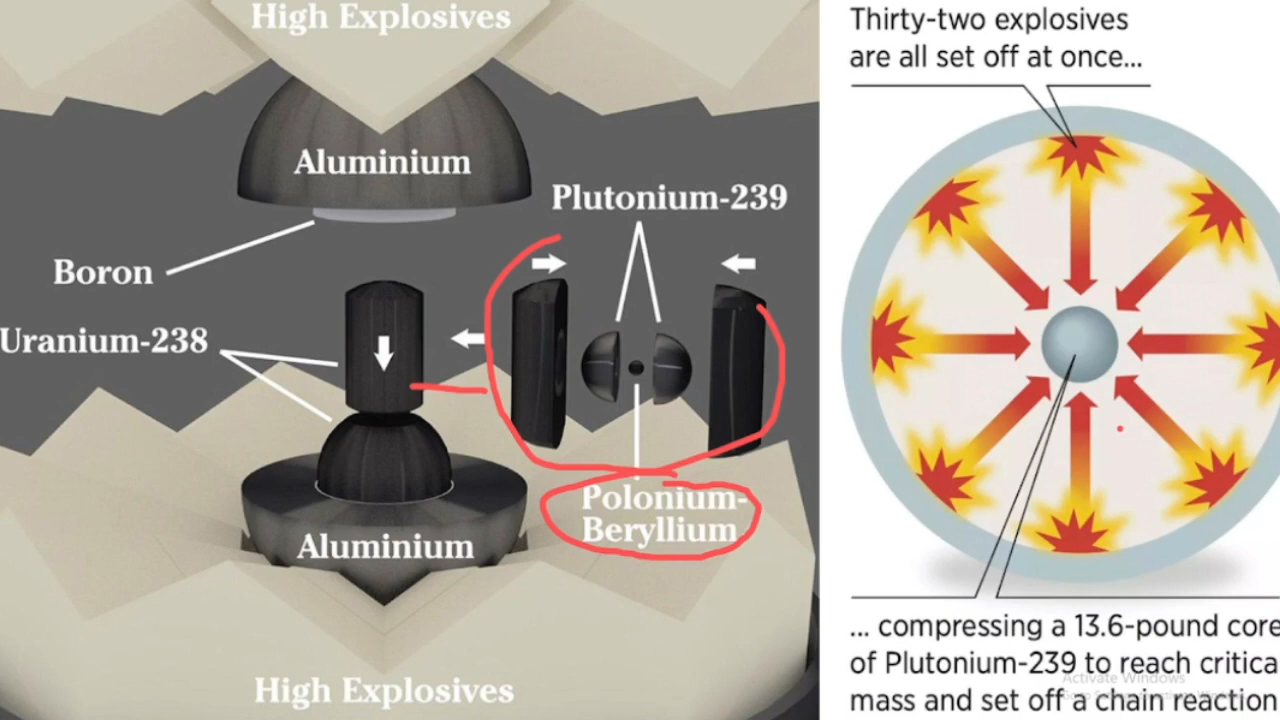 High Explosives
Aluminium
Plutonium-239
Boron
Uranium-238
Polonium-
Beryllium
Aluminium
High Explosives
Thirty-two explosives
are all set off at once...
... compressing a 13.6-pound core
of Plutonium-239 to reach critica
mass and set off a chain reaction
Activate Windows